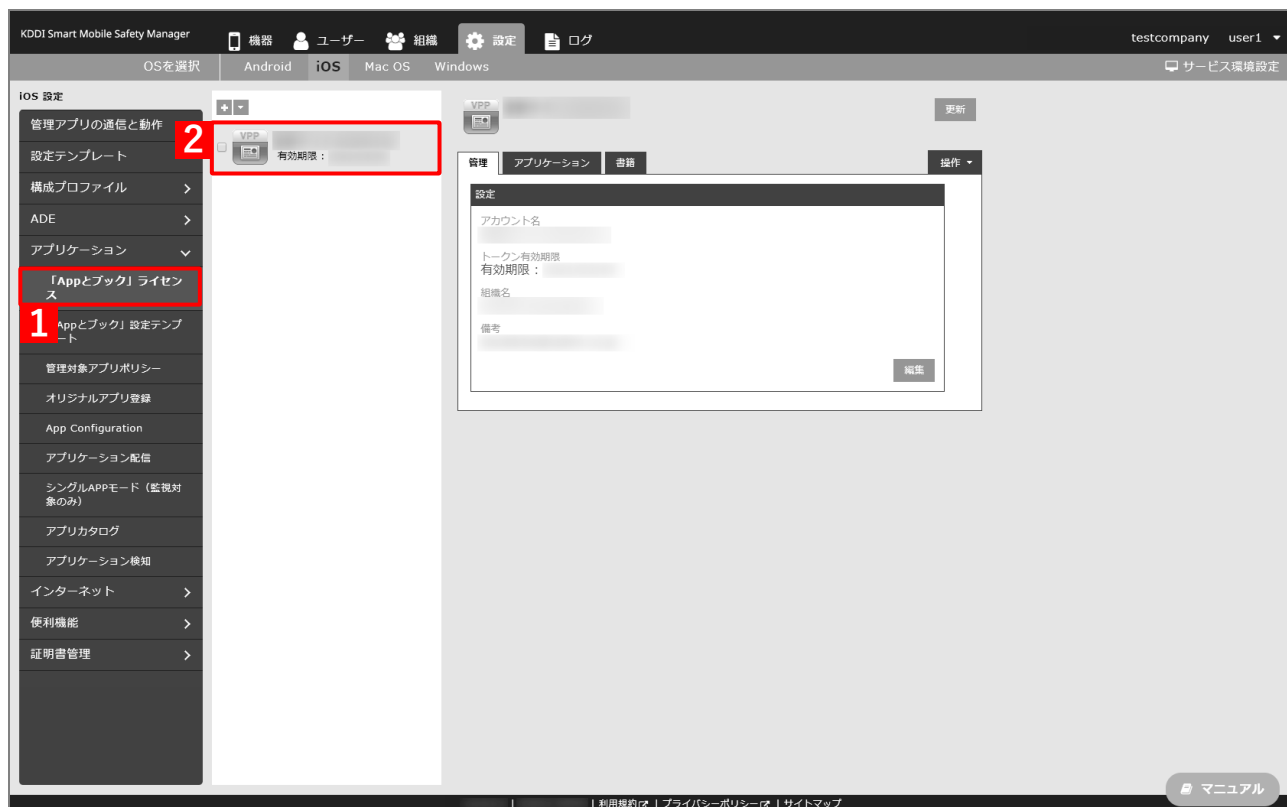 KDDI Smart Mobile Safety Manager
機器 ユーザー 組織 設定 ログ
testcompany user1
OSを選択 Android iOS Mac OS Windows
サービス環境設定
iOS 設定
管理アプリの通信と動作
設定テンプレート
構成プロファイル
ADE
アプリケーション
「Appとブック」ライセン
ス
1
Appとブック」設定テンプ
ート
管理対象アプリポリシー
オリジナルアプリ登録
App Configuration
アプリケーション配信
シングルAPPモード（監視対
象のみ）
アプリカタログ
アプリケーション検知
インターネット
便利機能
証明書管理
2
VPP
有効期限：
VPP
更新
管理 アプリケーション 書籍
操作
設定
アカウント名
トークン有効期限
有効期限：
組織名
備考
編集
マニュアル
| 利用規約 | プライバシーポリシー | サイトマップ